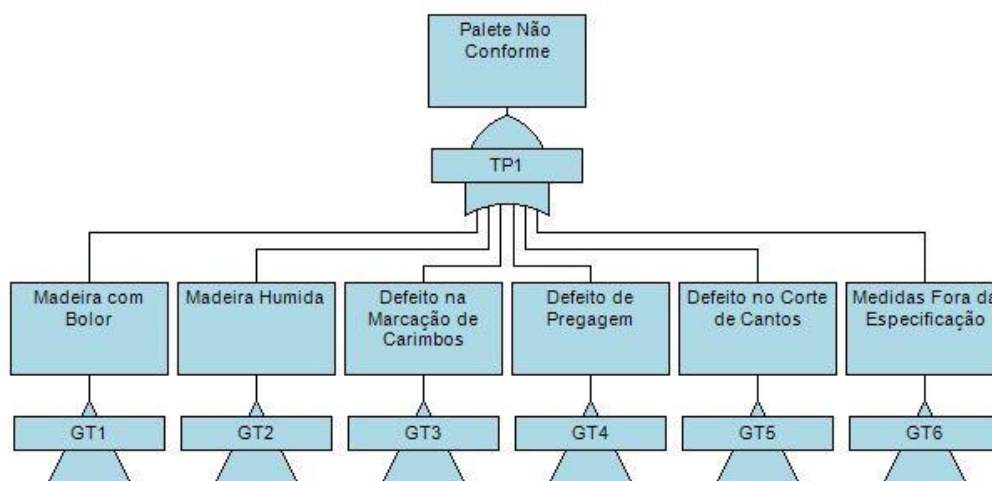 Palete Não
Conforme
TP1
Madeira com
Bolor
Madeira Humida
Defeito na
Marcação de
Carimbos
Defeito de
Pregagem
Defeito no Corte
de Cantos
Medidas Fora da
Especificação
GT1
GT2
GT3
GT4
GT5
GT6